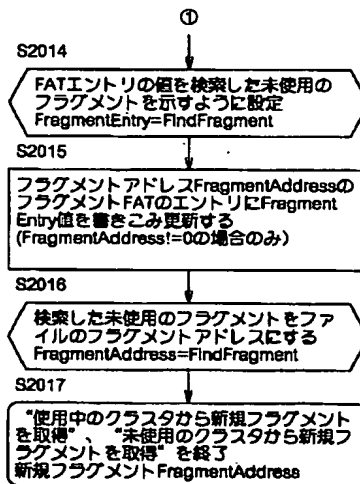 ①
S2014
FATエントリの値を検索した未使用の
フラグメントを示すように設定
FragmentEntry=FindFragment
S2015
フラグメントアドレスFragmentAddressの
フラグメントFATのエントリにFragment
Entry値を書きこみ更新する
(FragmentAddress!=0の場合のみ)
S2016
検索した未使用のフラグメントをファ
イルのフラグメントアドレスにする
FragmentAddress=FindFragment
S2017
“使用中のクラスタから新規フラグメント
を取得”、“未使用のクラスタから新規フ
ラグメントを取得”を終了
新規フラグメントFragmentAddress